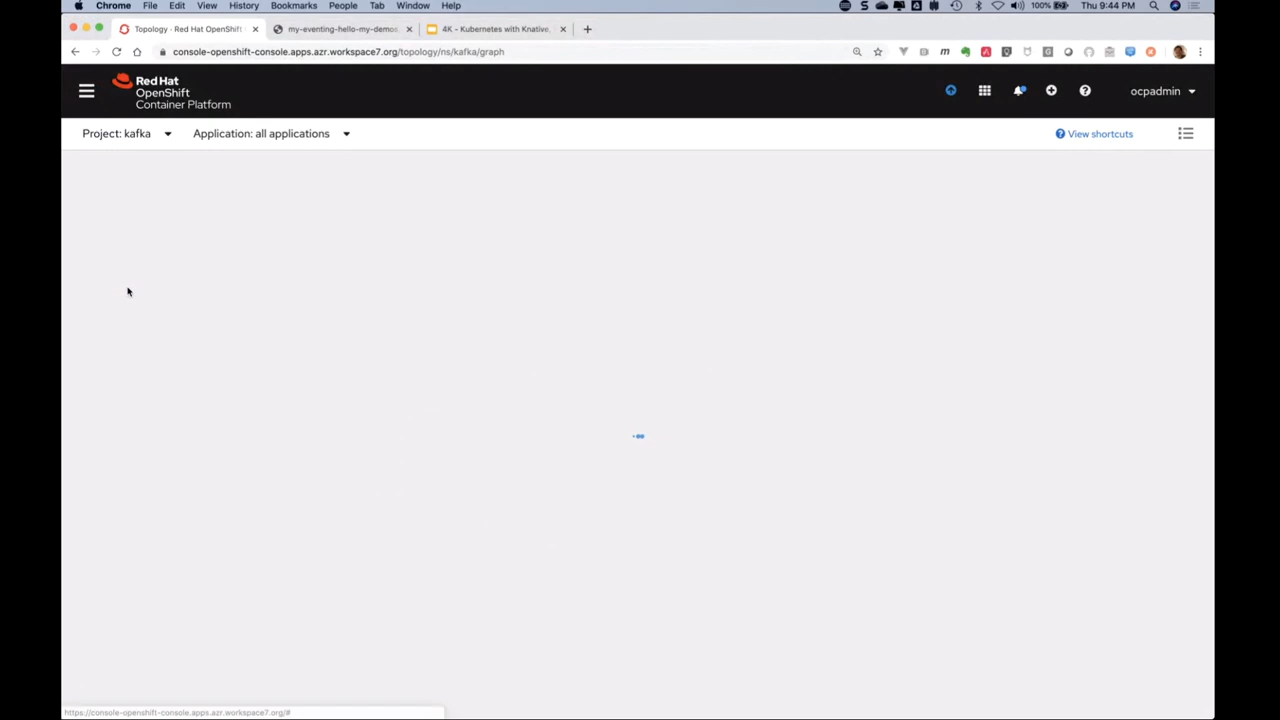 Chrome File Edit View History Bookmarks People Tab Window Help 100% Thu 9:44 PM
Topology - Red Hat OpenShift
my-eventing-hello-my-demos
4K - Kubernetes with Knative,
console-openshift-console.apps.azr.workspace7.org/topology/ns/kafka/graph
Red Hat
OpenShift
Container Platform
ocpadmin
Project: kafka
Application: all applications
View shortcuts
https://console-openshift-console.apps.azr.workspace7.org/#